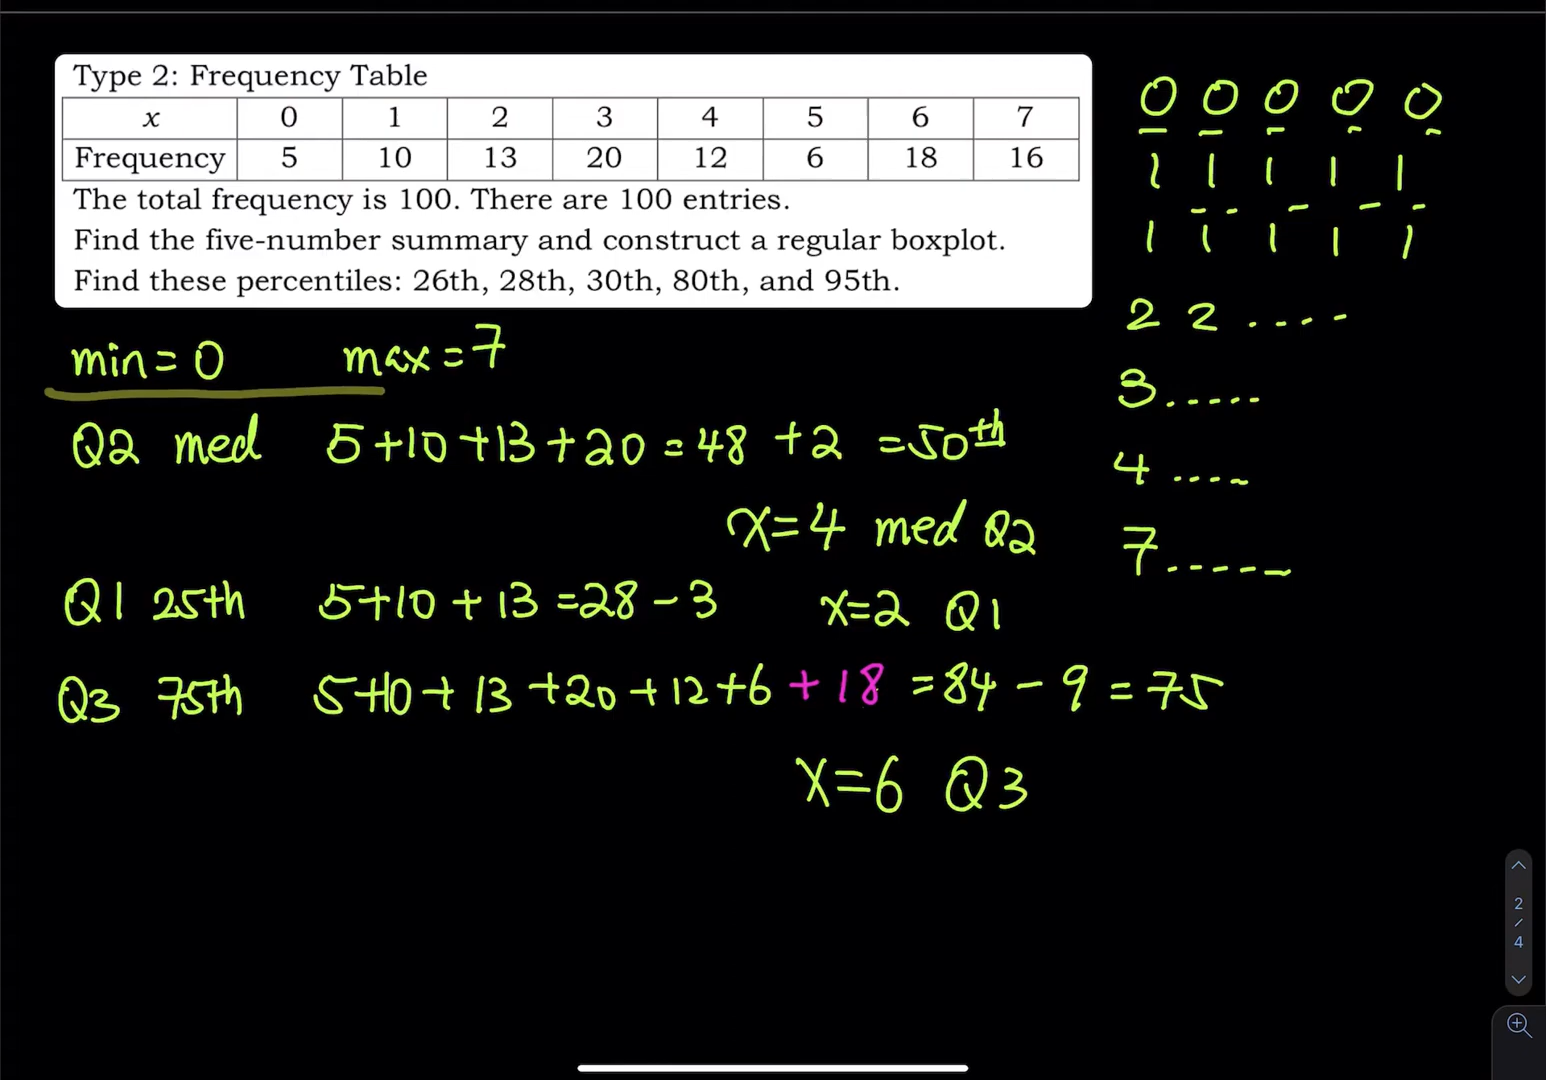 Type 2: Frequency Table
x 0 1 2 3 4 5 6 7
Frequency 5 10 13 20 12 6 18 16
The total frequency is 100. There are 100 entries.
Find the five-number summary and construct a regular boxplot.
Find these percentiles: 26th, 28th, 30th, 80th, and 95th.
0 0 0 0 0
1 1 1 1 1
1 1 1 1 1
2 2 ....
3.....
4 ....
7.....
min = 0 max = 7
Q2 med 5+10+13+20=48 +2 =50th
x=4 med Q2
Q1 25th 5+10+13=28-3 x=2 Q1
Q3 75th 5+10+13+20+12+6+18=84-9=75
x=6 Q3
2
/
4